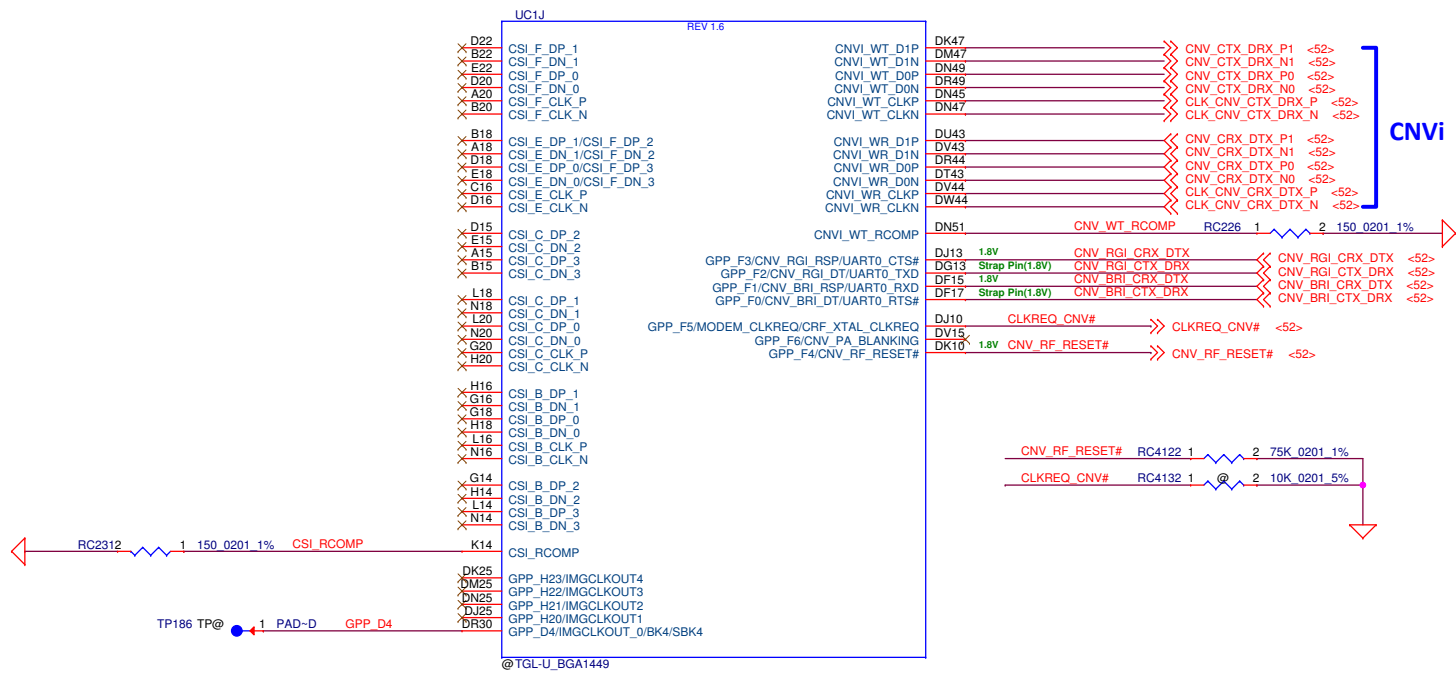 UC1J
REV 1.6
D22 CSI_F_DP_1
B22 CSI_F_DN_1
E22 CSI_F_DP_0
D20 CSI_F_DN_0
A20 CSI_F_CLK_P
B20 CSI_F_CLK_N
B18 CSI_E_DP_1/CSI_F_DP_2
A18 CSI_E_DN_1/CSI_F_DN_2
D18 CSI_E_DP_0/CSI_F_DP_3
E18 CSI_E_DN_0/CSI_F_DN_3
C16 CSI_E_CLK_P
D16 CSI_E_CLK_N
D15 CSI_C_DP_2
E15 CSI_C_DN_2
A15 CSI_C_DP_3
B15 CSI_C_DN_3
L18 CSI_C_DP_1
N18 CSI_C_DN_1
L20 CSI_C_DP_0
N20 CSI_C_DN_0
G20 CSI_C_CLK_P
H20 CSI_C_CLK_N
H16 CSI_B_DP_1
G16 CSI_B_DN_1
G18 CSI_B_DP_0
H18 CSI_B_DN_0
L16 CSI_B_CLK_P
N16 CSI_B_CLK_N
G14 CSI_B_DP_2
H14 CSI_B_DN_2
L14 CSI_B_DP_3
N14 CSI_B_DN_3
RC2312 1 150_0201_1% CSI_RCOMP K14 CSI_RCOMP
DK25 GPP_H23/IMGCLKOUT4
DM25 GPP_H22/IMGCLKOUT3
DN25 GPP_H21/IMGCLKOUT2
DJ25 GPP_H20/IMGCLKOUT1
TP186 TP@ 1 PAD~D GPP_D4 DR30 GPP_D4/IMGCLKOUT_0/BK4/SBK4
@TGL-U_BGA1449
CNVI_WT_D1P DK47 CNV_CTX_DRX_P1 <52>
CNVI_WT_D1N DM47 CNV_CTX_DRX_N1 <52>
CNVI_WT_D0P DN49 CNV_CTX_DRX_P0 <52>
CNVI_WT_D0N DR49 CNV_CTX_DRX_N0 <52>
CNVI_WT_CLKP DN45 CLK_CNV_CTX_DRX_P <52>
CNVI_WT_CLKN DN47 CLK_CNV_CTX_DRX_N <52>
CNVi
CNVI_WR_D1P DU43 CNV_CRX_DTX_P1 <52>
CNVI_WR_D1N DV43 CNV_CRX_DTX_N1 <52>
CNVI_WR_D0P DR44 CNV_CRX_DTX_P0 <52>
CNVI_WR_D0N DT43 CNV_CRX_DTX_N0 <52>
CNVI_WR_CLKP DV44 CLK_CNV_CRX_DTX_P <52>
CNVI_WR_CLKN DW44 CLK_CNV_CRX_DTX_N <52>
CNVI_WT_RCOMP DN51 CNV_WT_RCOMP RC226 1 2 150_0201_1%
GPP_F3/CNV_RGI_RSP/UART0_CTS# DJ13 1.8V CNV_RGI_CRX_DTX CNV_RGI_CRX_DTX <52>
GPP_F2/CNV_RGI_DT/UART0_TXD DG13 Strap Pin(1.8V) CNV_RGI_CTX_DRX CNV_RGI_CTX_DRX <52>
GPP_F1/CNV_BRI_RSP/UART0_RXD DF15 1.8V CNV_BRI_CRX_DTX CNV_BRI_CRX_DTX <52>
GPP_F0/CNV_BRI_DT/UART0_RTS# DF17 Strap Pin(1.8V) CNV_BRI_CTX_DRX CNV_BRI_CTX_DRX <52>
GPP_F5/MODEM_CLKREQ/CRF_XTAL_CLKREQ DJ10 CLKREQ_CNV# CLKREQ_CNV# <52>
GPP_F6/CNV_PA_BLANKING DV15
GPP_F4/CNV_RF_RESET# DK10 1.8V CNV_RF_RESET# CNV_RF_RESET# <52>
CNV_RF_RESET# RC4122 1 2 75K_0201_1%
CLKREQ_CNV# RC4132 1 @ 2 10K_0201_5%